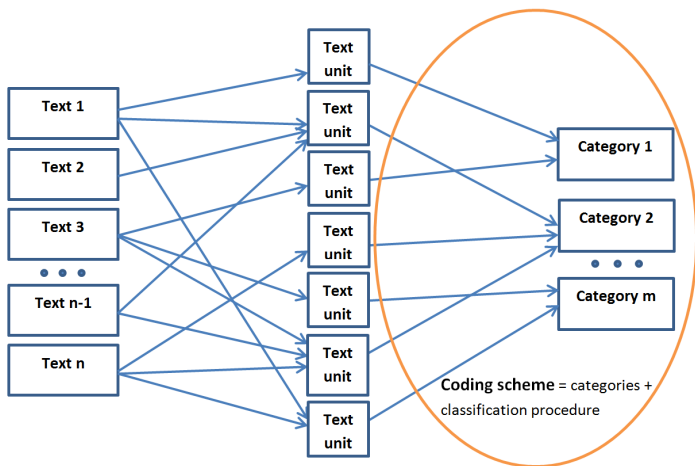 Text 1
Text 2
Text 3
Text n-1
Text n
Text
unit
Text
unit
Text
unit
Text
unit
Text
unit
Text
unit
Text
unit
Category 1
Category 2
Category m
Coding scheme = categories +
classification procedure